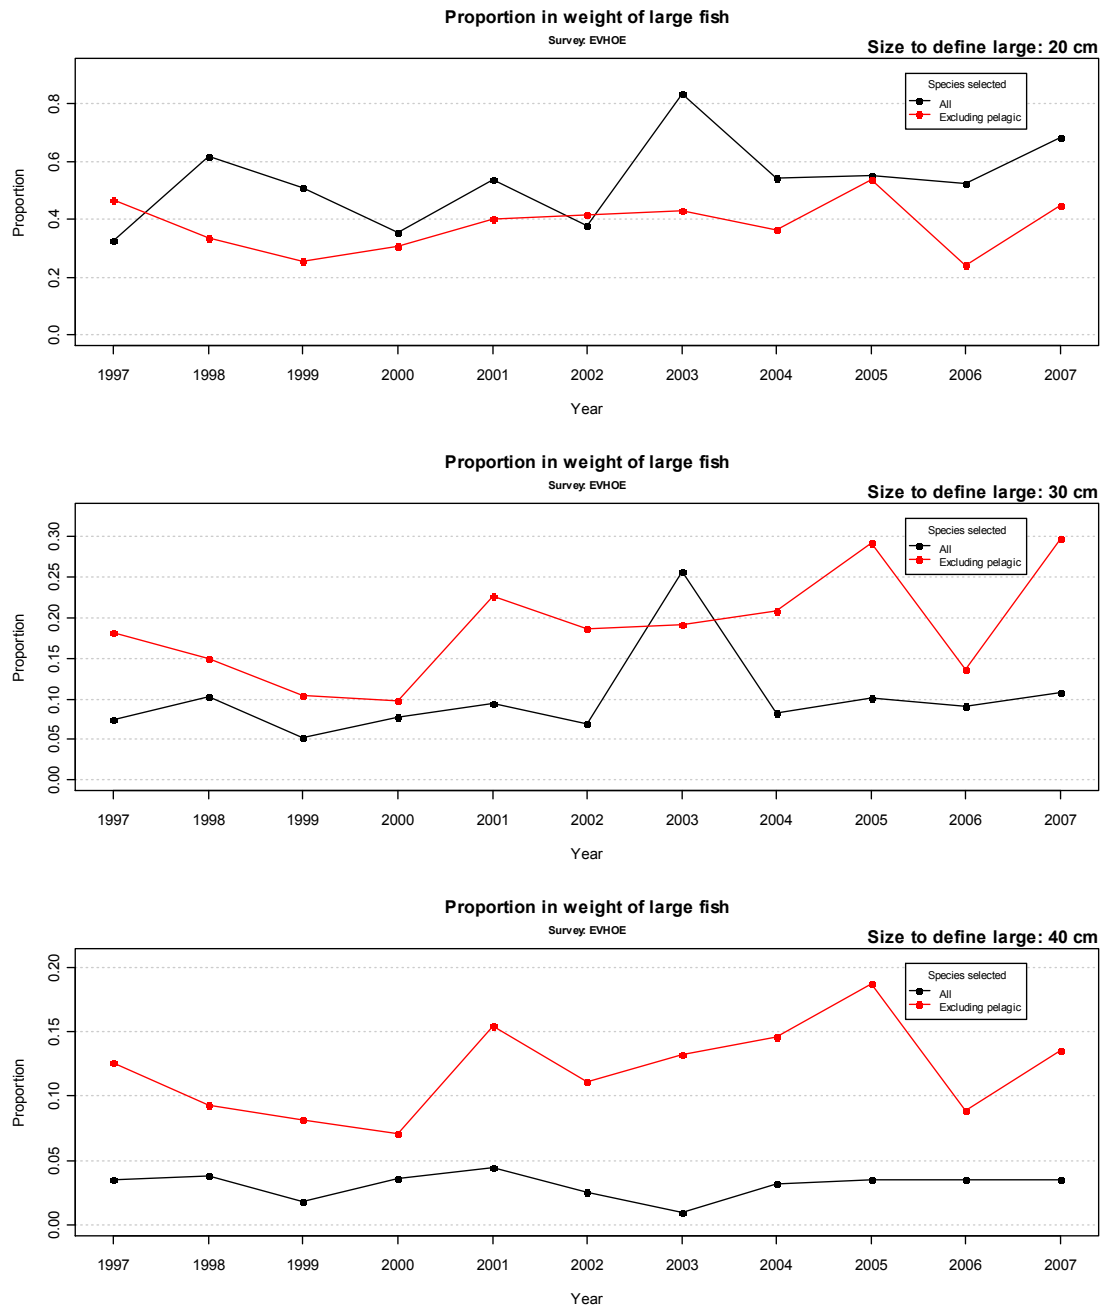 Proportion in weight of large fish
Survey: EVHOE
Size to define large: 20 cm
Species selected
All
Excluding pelagic
Proportion
0.8
0.6
0.4
0.2
0.0
1997 1998 1999 2000 2001 2002 2003 2004 2005 2006 2007
Year
Proportion in weight of large fish
Survey: EVHOE
Size to define large: 30 cm
Species selected
All
Excluding pelagic
Proportion
0.30
0.25
0.20
0.15
0.10
0.05
0.00
1997 1998 1999 2000 2001 2002 2003 2004 2005 2006 2007
Year
Proportion in weight of large fish
Survey: EVHOE
Size to define large: 40 cm
Species selected
All
Excluding pelagic
Proportion
0.20
0.15
0.10
0.05
0.00
1997 1998 1999 2000 2001 2002 2003 2004 2005 2006 2007
Year